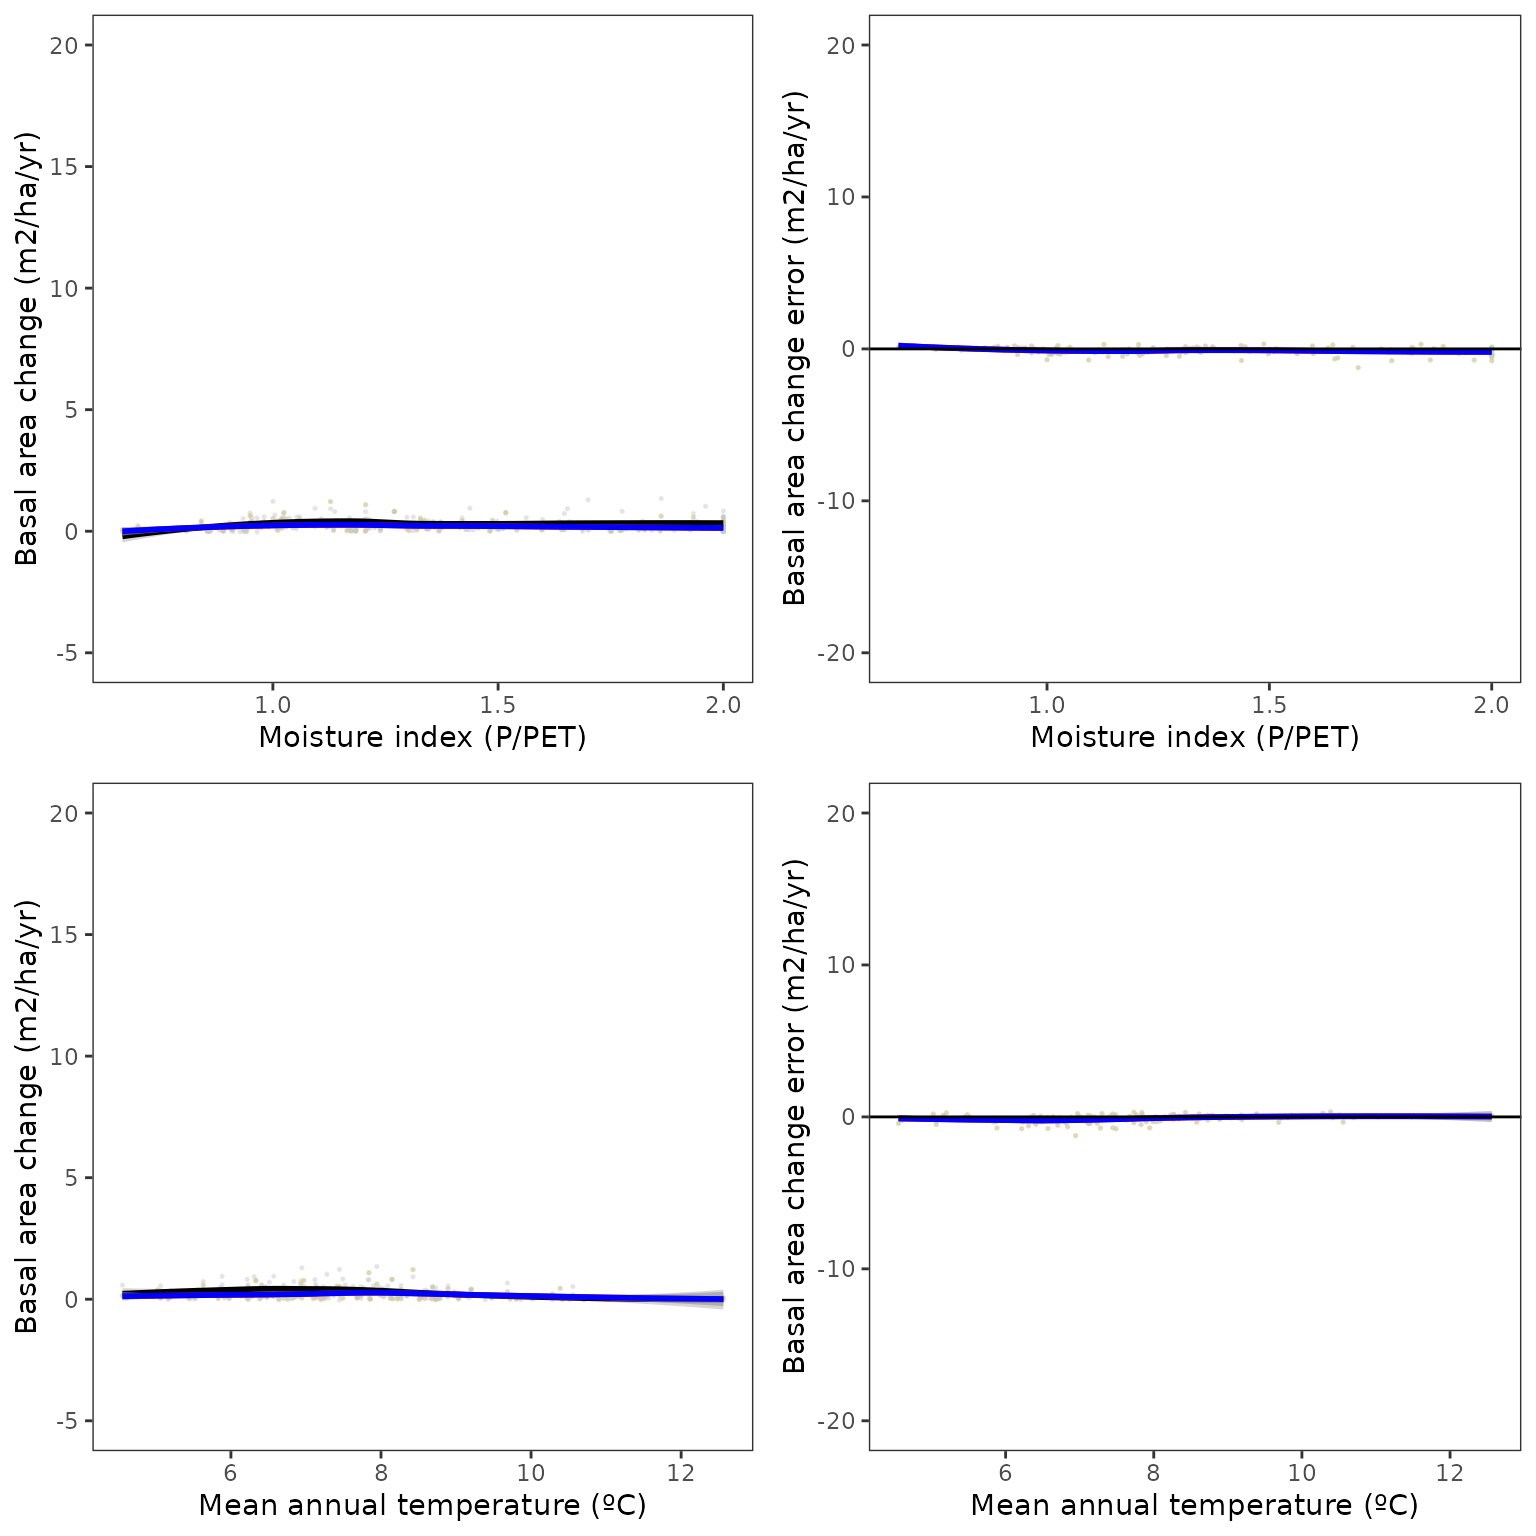 Basal area change (m2/ha/yr)
20
15
10
5
0
-5
1.0 1.5 2.0
Moisture index (P/PET)
Basal area change error (m2/ha/yr)
20
10
0
-10
-20
1.0 1.5 2.0
Moisture index (P/PET)
Basal area change (m2/ha/yr)
20
15
10
5
0
-5
6 8 10 12
Mean annual temperature (ºC)
Basal area change error (m2/ha/yr)
20
10
0
-10
-20
6 8 10 12
Mean annual temperature (ºC)